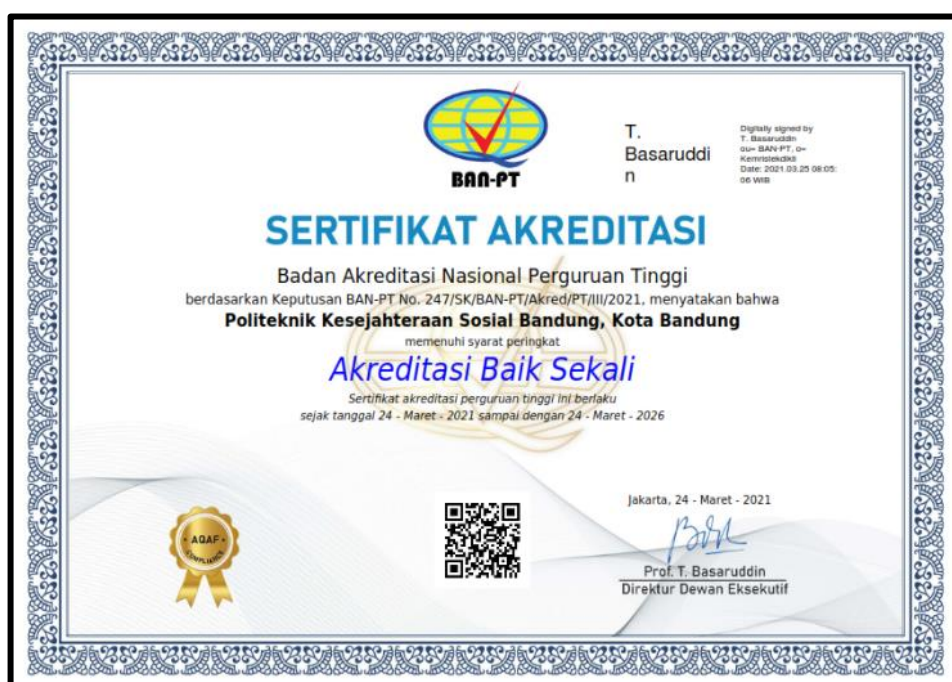 BAN-PT
T.
Basaruddi
n
Digitally signed by
T. Basaruddin
ou= BAN-PT, o=
Kemristekdikti
Date: 2021.03.25 08:05:
06 WIB
SERTIFIKAT AKREDITASI
Badan Akreditasi Nasional Perguruan Tinggi
berdasarkan Keputusan BAN-PT No. 247/SK/BAN-PT/Akred/PT/III/2021, menyatakan bahwa
Politeknik Kesejahteraan Sosial Bandung, Kota Bandung
memenuhi syarat peringkat
Akreditasi Baik Sekali
Sertifikat akreditasi perguruan tinggi ini berlaku
sejak tanggal 24 - Maret - 2021 sampai dengan 24 - Maret - 2026
Jakarta, 24 - Maret - 2021
AQAF
COMPLIANCE
Prof. T. Basaruddin
Direktur Dewan Eksekutif